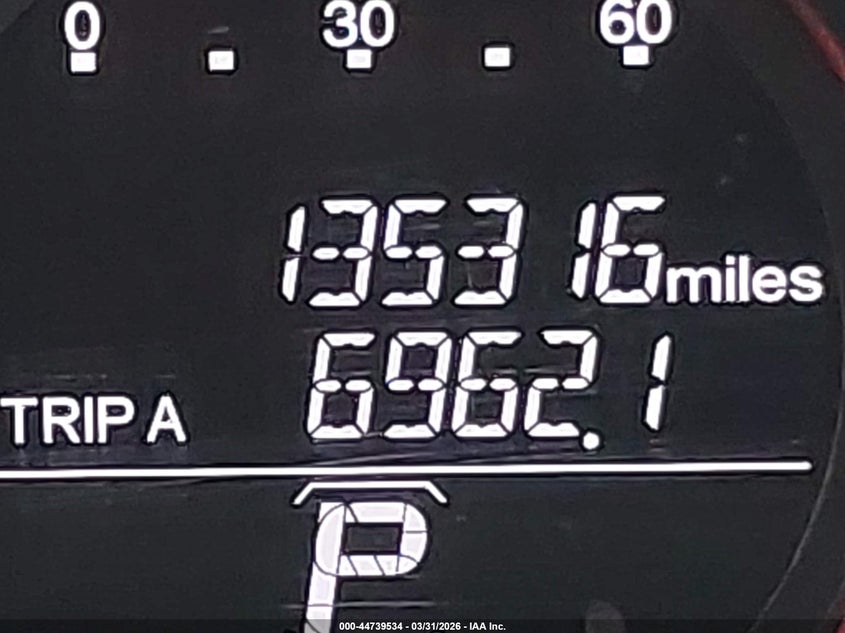 0 30 60
135316 miles
TRIP A 6962.1
P
000-44739534 - 03/31/2026 - IAA Inc.